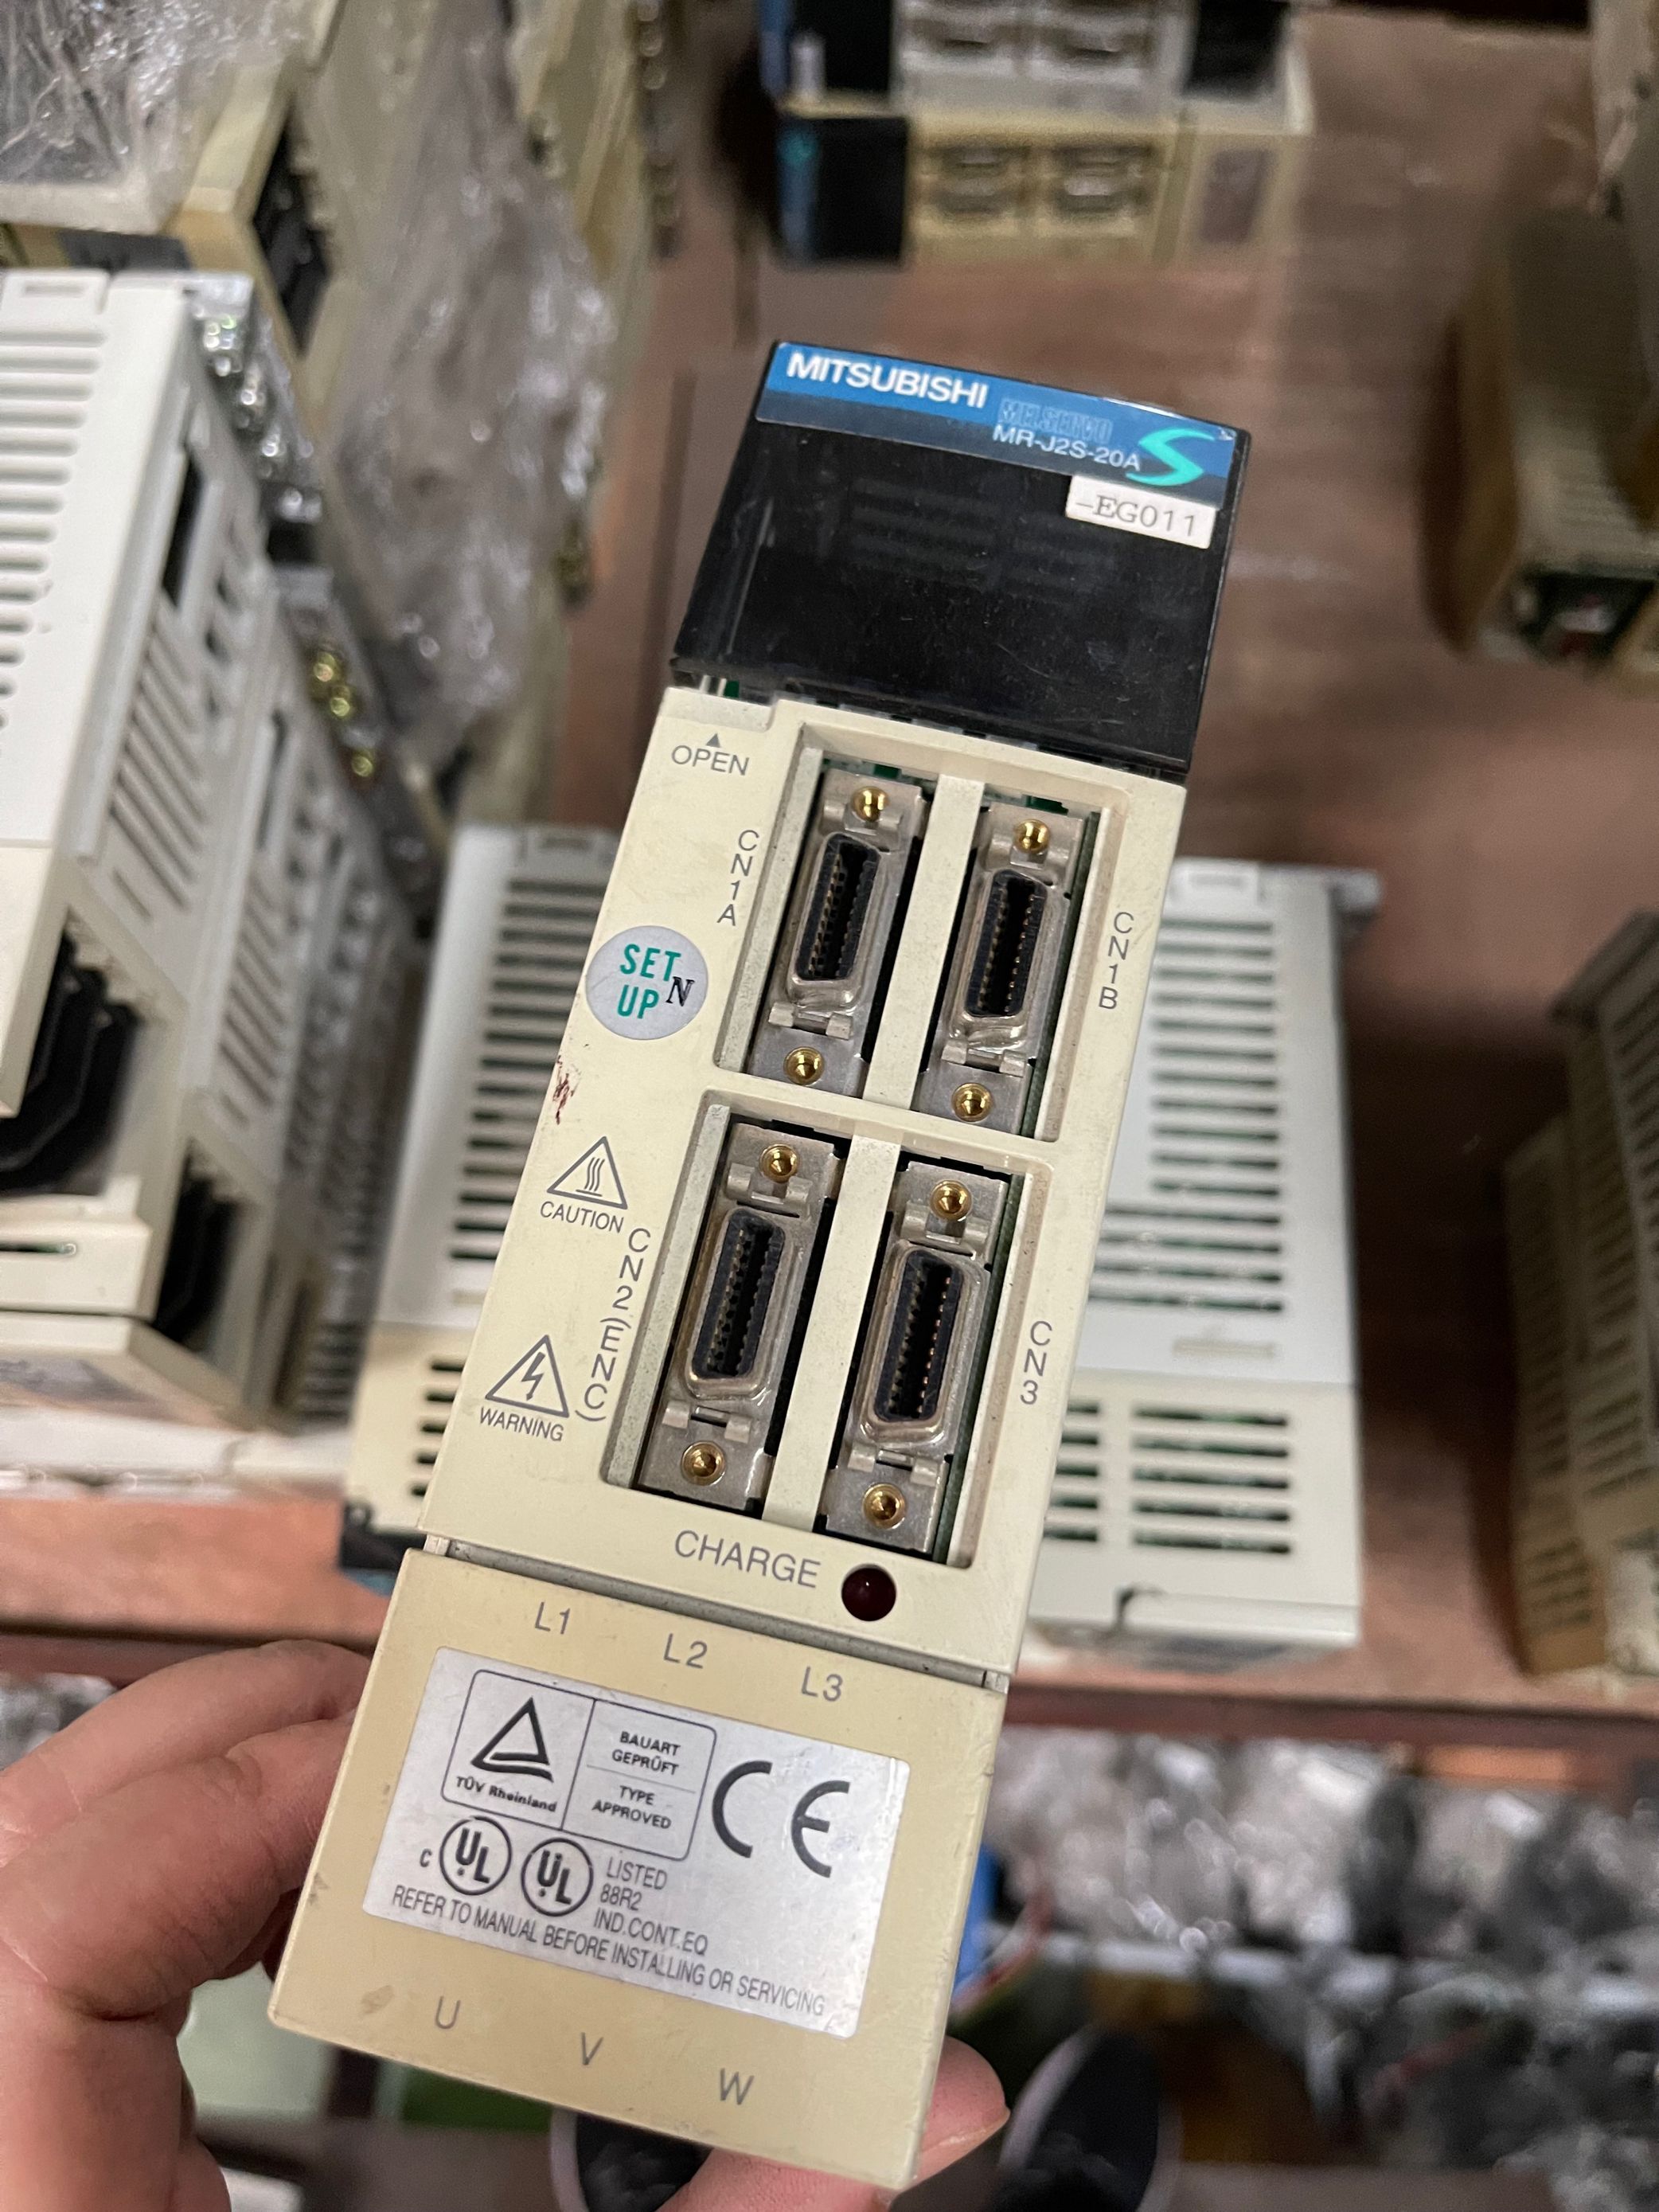 MITSUBISHI
MELSERVO
MR-J2S-20A
-EG011
OPEN
CN1A
CN1B
SET
UP N
CAUTION
CN2(ENC)
CN3
WARNING
CHARGE
L1 L2 L3
BAUART
GEPRÜFT
TÜV Rheinland
TYPE
APPROVED
CE
c UL UL LISTED
88R2
IND.CONT.EQ
REFER TO MANUAL BEFORE INSTALLING OR SERVICING
U V W